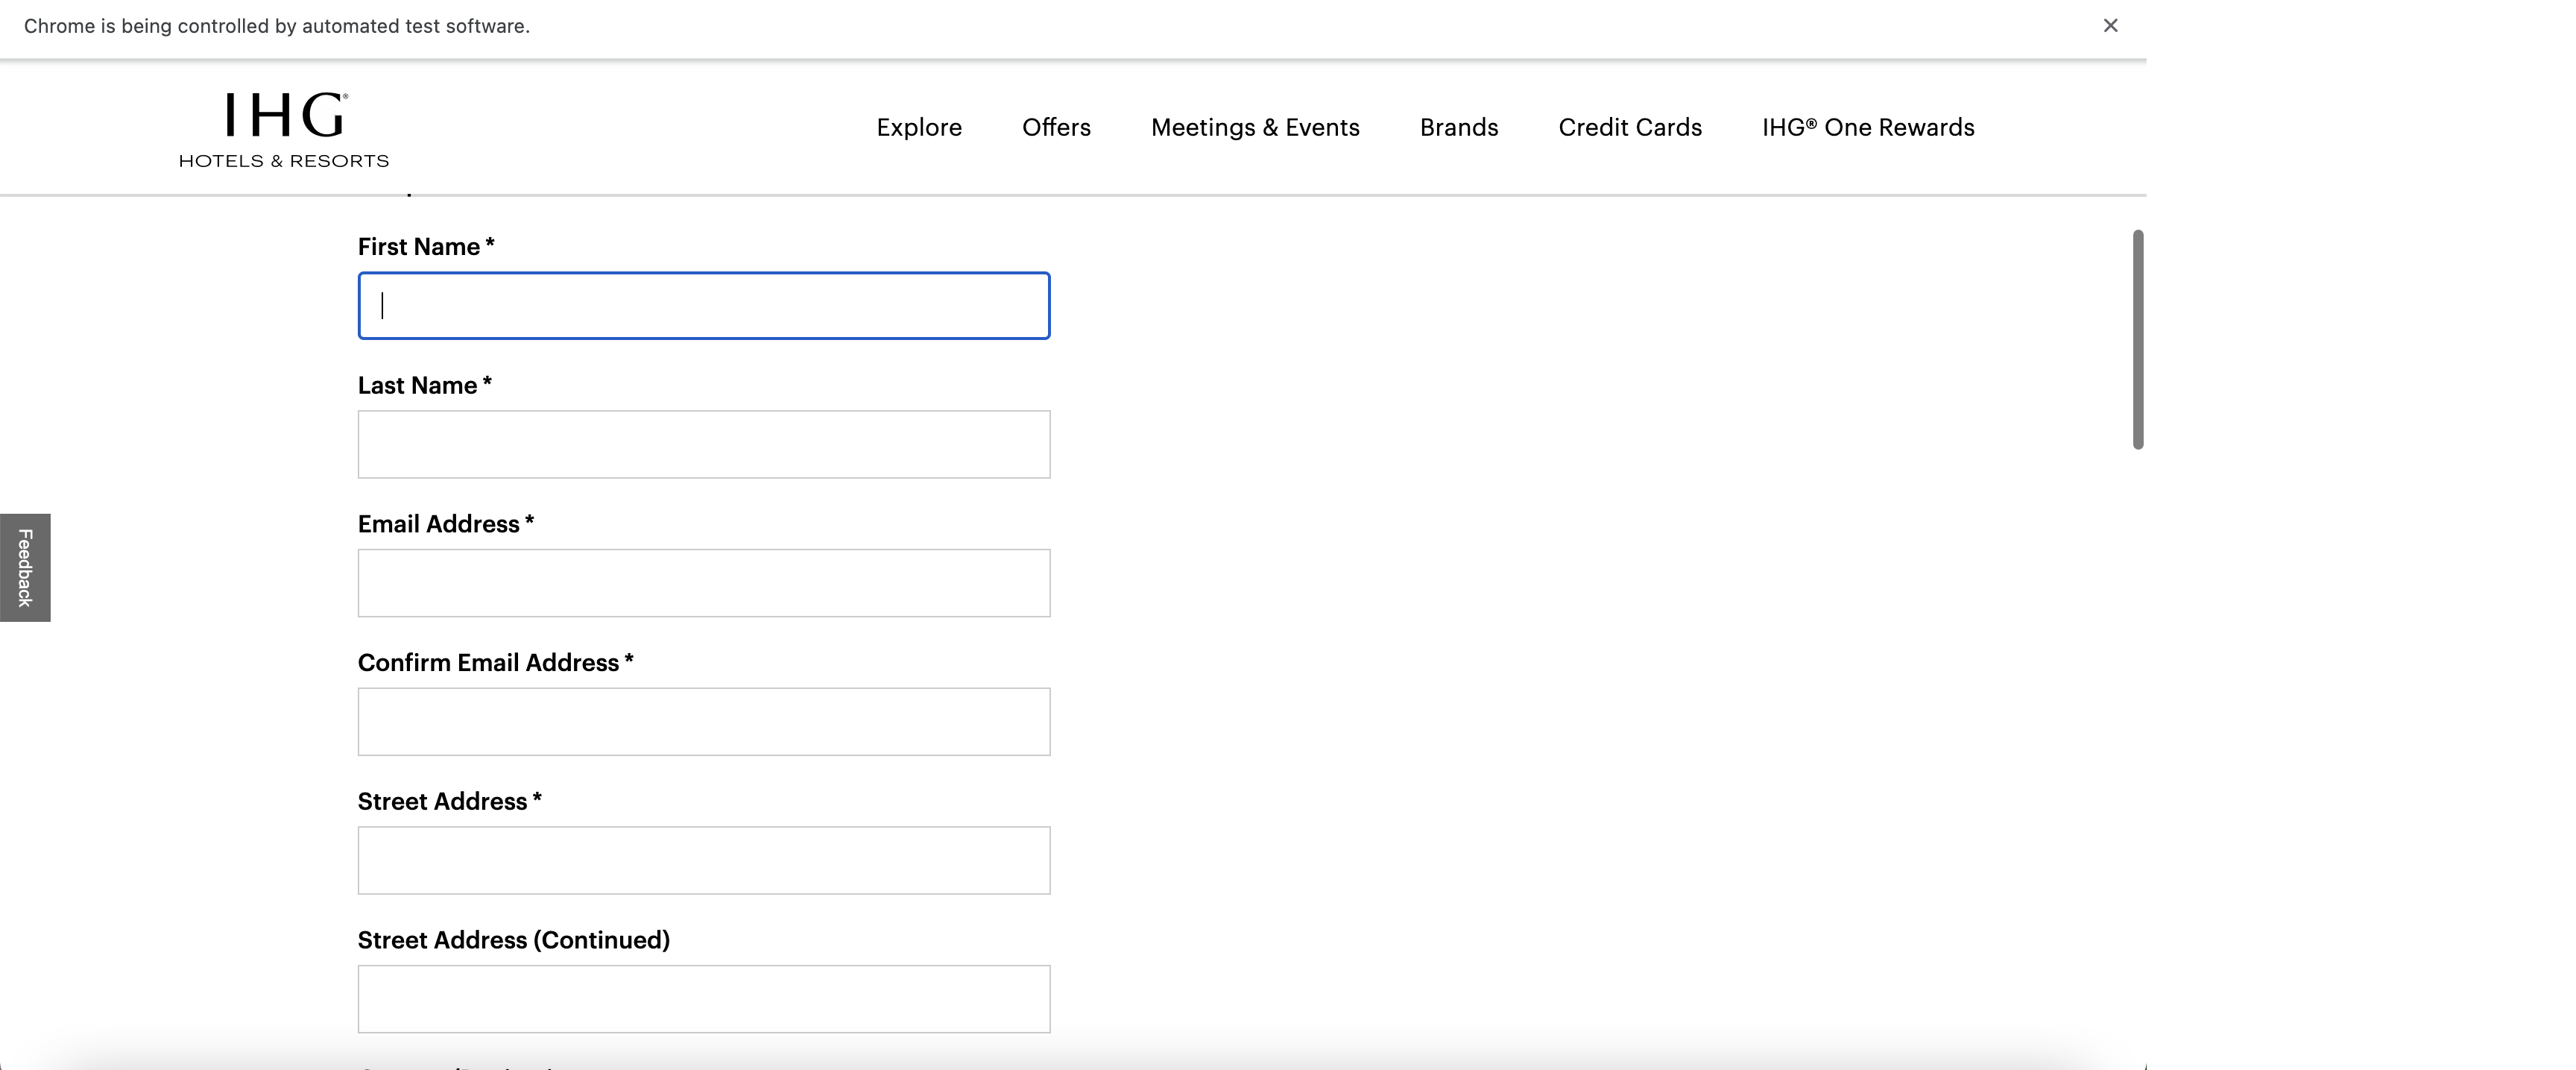 Chrome is being controlled by automated test software.
IHG®
HOTELS & RESORTS
Explore
Offers
Meetings & Events
Brands
Credit Cards
IHG® One Rewards
First Name *
Last Name *
Email Address *
Confirm Email Address *
Feedback
Street Address *
Street Address (Continued)